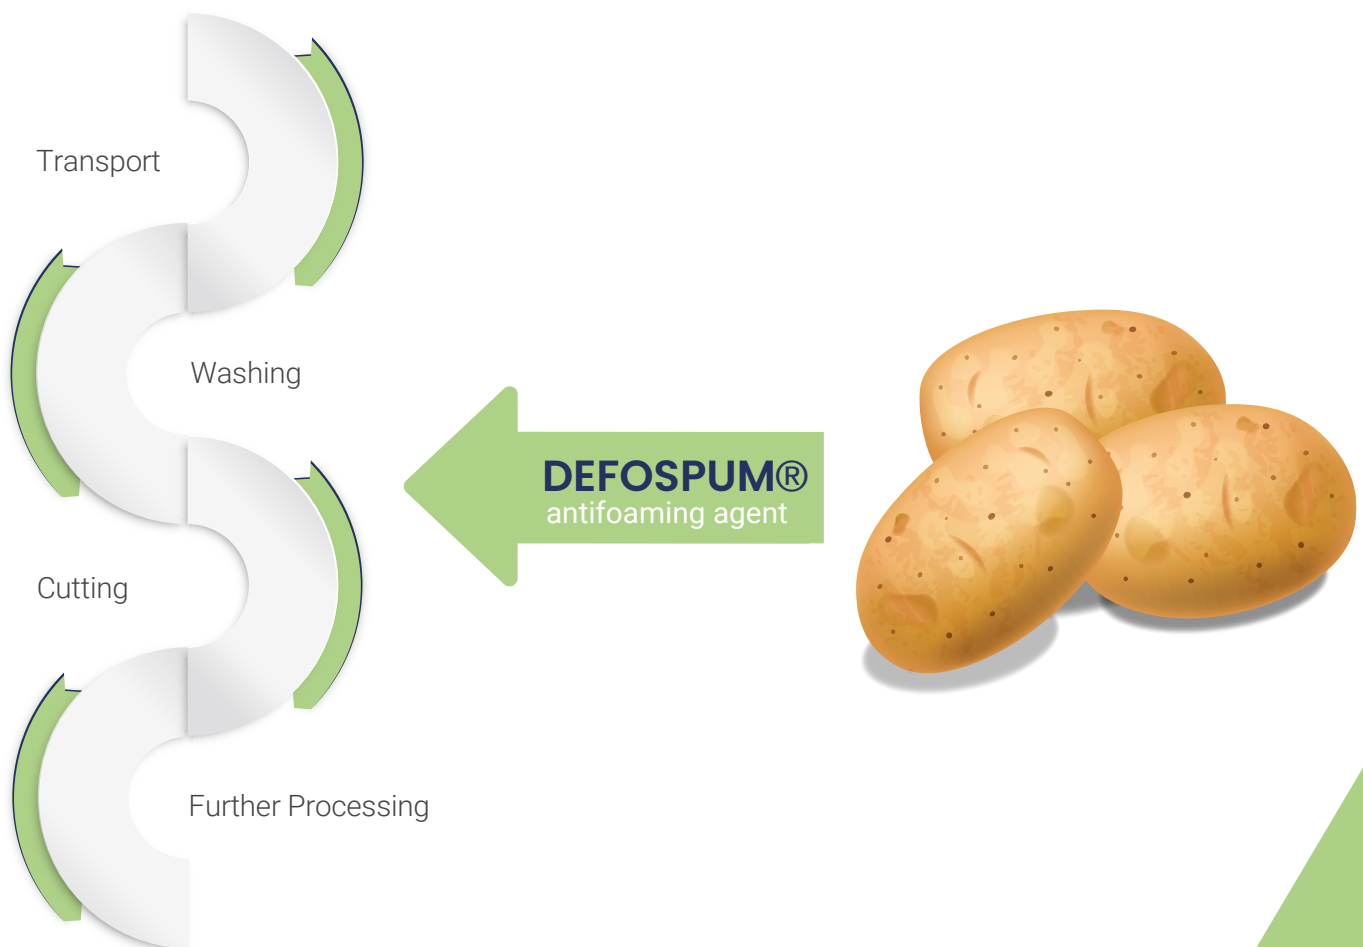 Transport
Washing
DEFOSPUM®
antifoaming agent
Cutting
Further Processing